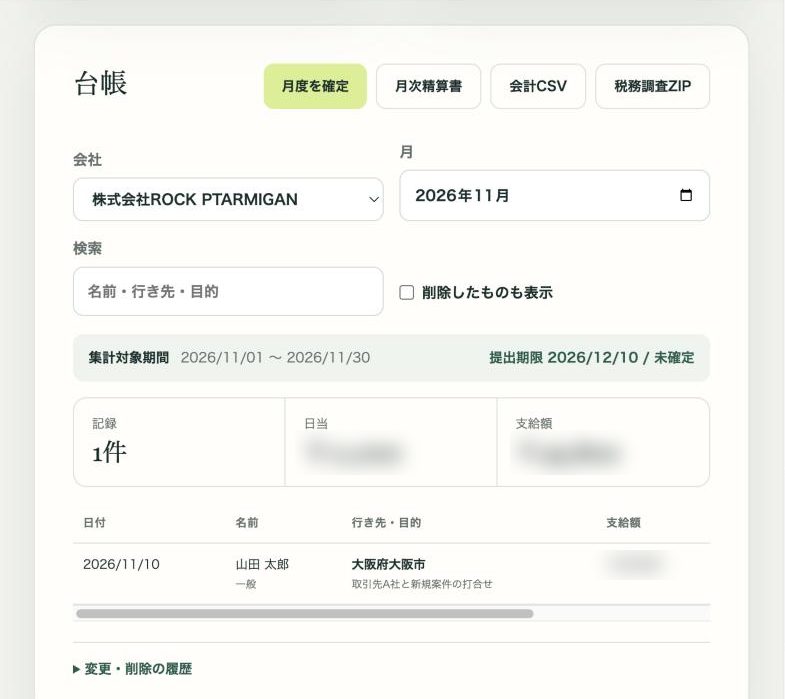 台帳
月度を確定
月次精算書
会計CSV
税務調査ZIP
会社
月
株式会社ROCK PTARMIGAN
2026年11月
検索
名前・行き先・目的
削除したものも表示
集計対象期間 2026/11/01 〜 2026/11/30
提出期限 2026/12/10 / 未確定
記録
日当
支給額
1件
日付
名前
行き先・目的
支給額
2026/11/10
山田 太郎
大阪府大阪市
一般
取引先A社と新規案件の打合せ
変更・削除の履歴